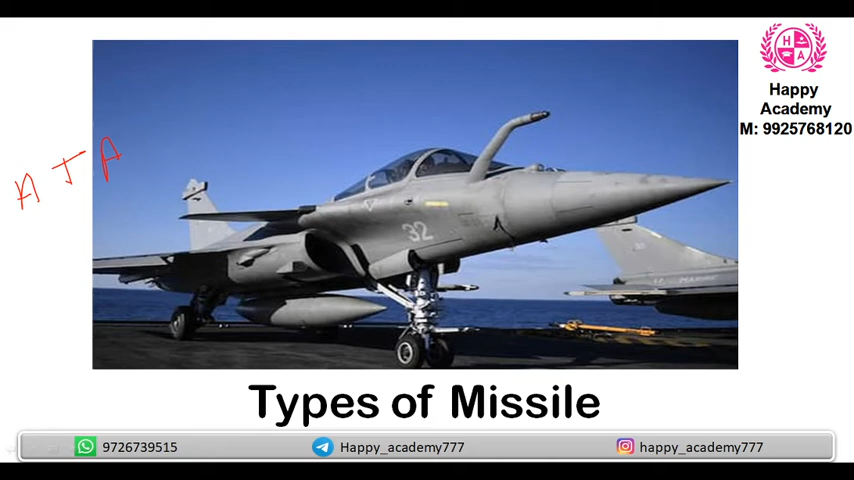 H A
Happy
Academy
M: 9925768120
A T A
32
Types of Missile
9726739515
Happy_academy777
happy_academy777